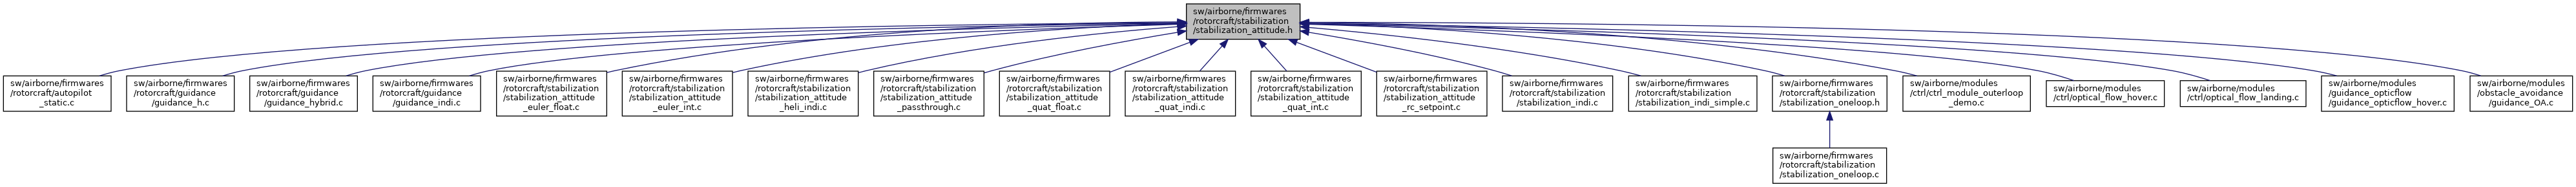 sw/airborne/firmwares
/rotorcraft/stabilization
/stabilization_attitude.h
sw/airborne/firmwares
/rotorcraft/autopilot
_static.c
sw/airborne/firmwares
/rotorcraft/guidance
/guidance_h.c
sw/airborne/firmwares
/rotorcraft/guidance
/guidance_hybrid.c
sw/airborne/firmwares
/rotorcraft/guidance
/guidance_indi.c
sw/airborne/firmwares
/rotorcraft/stabilization
/stabilization_attitude
_euler_float.c
sw/airborne/firmwares
/rotorcraft/stabilization
/stabilization_attitude
_euler_int.c
sw/airborne/firmwares
/rotorcraft/stabilization
/stabilization_attitude
_heli_indi.c
sw/airborne/firmwares
/rotorcraft/stabilization
/stabilization_attitude
_passthrough.c
sw/airborne/firmwares
/rotorcraft/stabilization
/stabilization_attitude
_quat_float.c
sw/airborne/firmwares
/rotorcraft/stabilization
/stabilization_attitude
_quat_indi.c
sw/airborne/firmwares
/rotorcraft/stabilization
/stabilization_attitude
_quat_int.c
sw/airborne/firmwares
/rotorcraft/stabilization
/stabilization_attitude
_rc_setpoint.c
sw/airborne/firmwares
/rotorcraft/stabilization
/stabilization_indi.c
sw/airborne/firmwares
/rotorcraft/stabilization
/stabilization_indi_simple.c
sw/airborne/firmwares
/rotorcraft/stabilization
/stabilization_oneloop.h
sw/airborne/modules
/ctrl/ctrl_module_outerloop
_demo.c
sw/airborne/modules
/ctrl/optical_flow_hover.c
sw/airborne/modules
/ctrl/optical_flow_landing.c
sw/airborne/modules
/guidance_opticflow
/guidance_opticflow_hover.c
sw/airborne/modules
/obstacle_avoidance
/guidance_OA.c
sw/airborne/firmwares
/rotorcraft/stabilization
/stabilization_oneloop.c